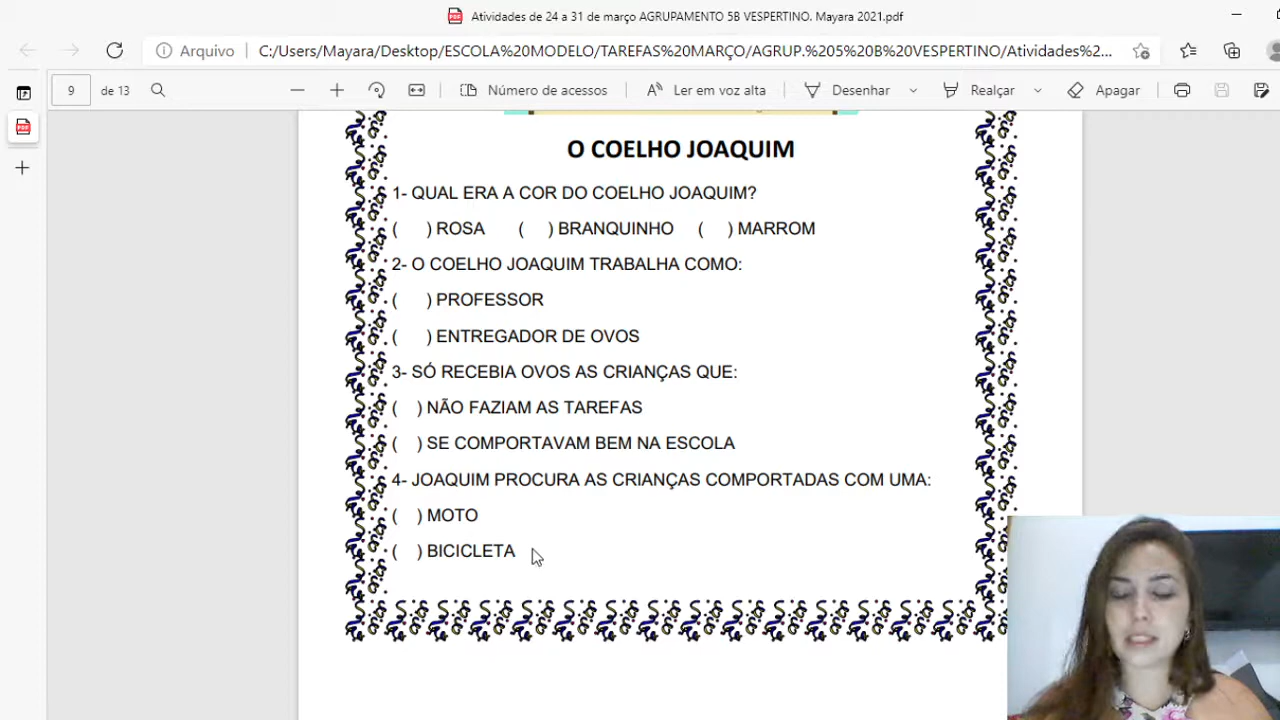 Atividades de 24 a 31 de março AGRUPAMENTO 5B VESPERTINO. Mayara 2021.pdf
Arquivo C:/Users/Mayara/Desktop/ESCOLA%20MODELO/TAREFAS%20MARÇO/AGRUP.%205%20B%20VESPERTINO/Atividades%2...
9 de 13 Número de acessos Ler em voz alta Desenhar Realçar Apagar
O COELHO JOAQUIM
1- QUAL ERA A COR DO COELHO JOAQUIM?
( ) ROSA ( ) BRANQUINHO ( ) MARROM
2- O COELHO JOAQUIM TRABALHA COMO:
( ) PROFESSOR
( ) ENTREGADOR DE OVOS
3- SÓ RECEBIA OVOS AS CRIANÇAS QUE:
( ) NÃO FAZIAM AS TAREFAS
( ) SE COMPORTAVAM BEM NA ESCOLA
4- JOAQUIM PROCURA AS CRIANÇAS COMPORTADAS COM UMA:
( ) MOTO
( ) BICICLETA